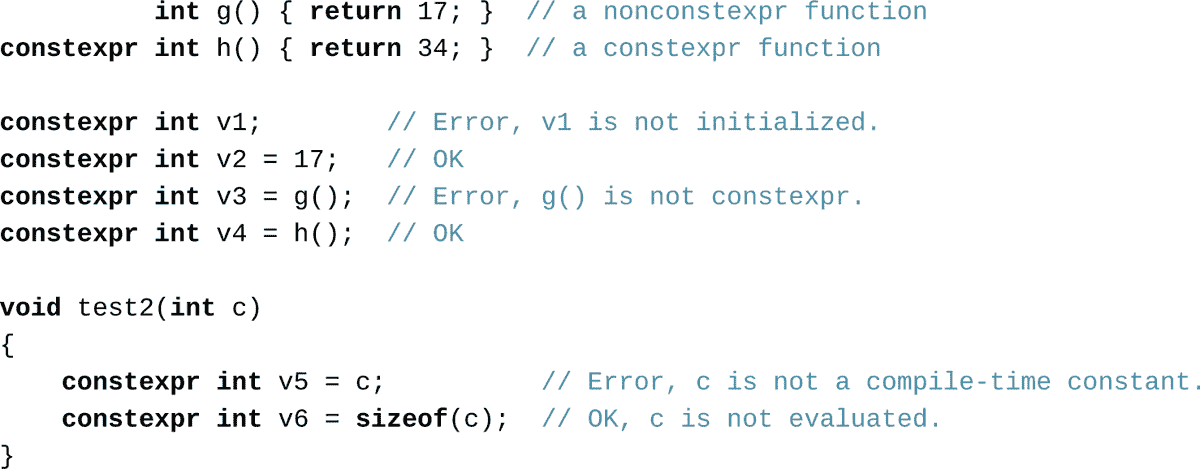 int g() { return 17; }  // a nonconstexpr function
constexpr int h() { return 34; }  // a constexpr function

constexpr int v1;        // Error, v1 is not initialized.
constexpr int v2 = 17;   // OK
constexpr int v3 = g();  // Error, g() is not constexpr.
constexpr int v4 = h();  // OK

void test2(int c)
{
    constexpr int v5 = c;          // Error, c is not a compile-time constant.
    constexpr int v6 = sizeof(c);  // OK, c is not evaluated.
}